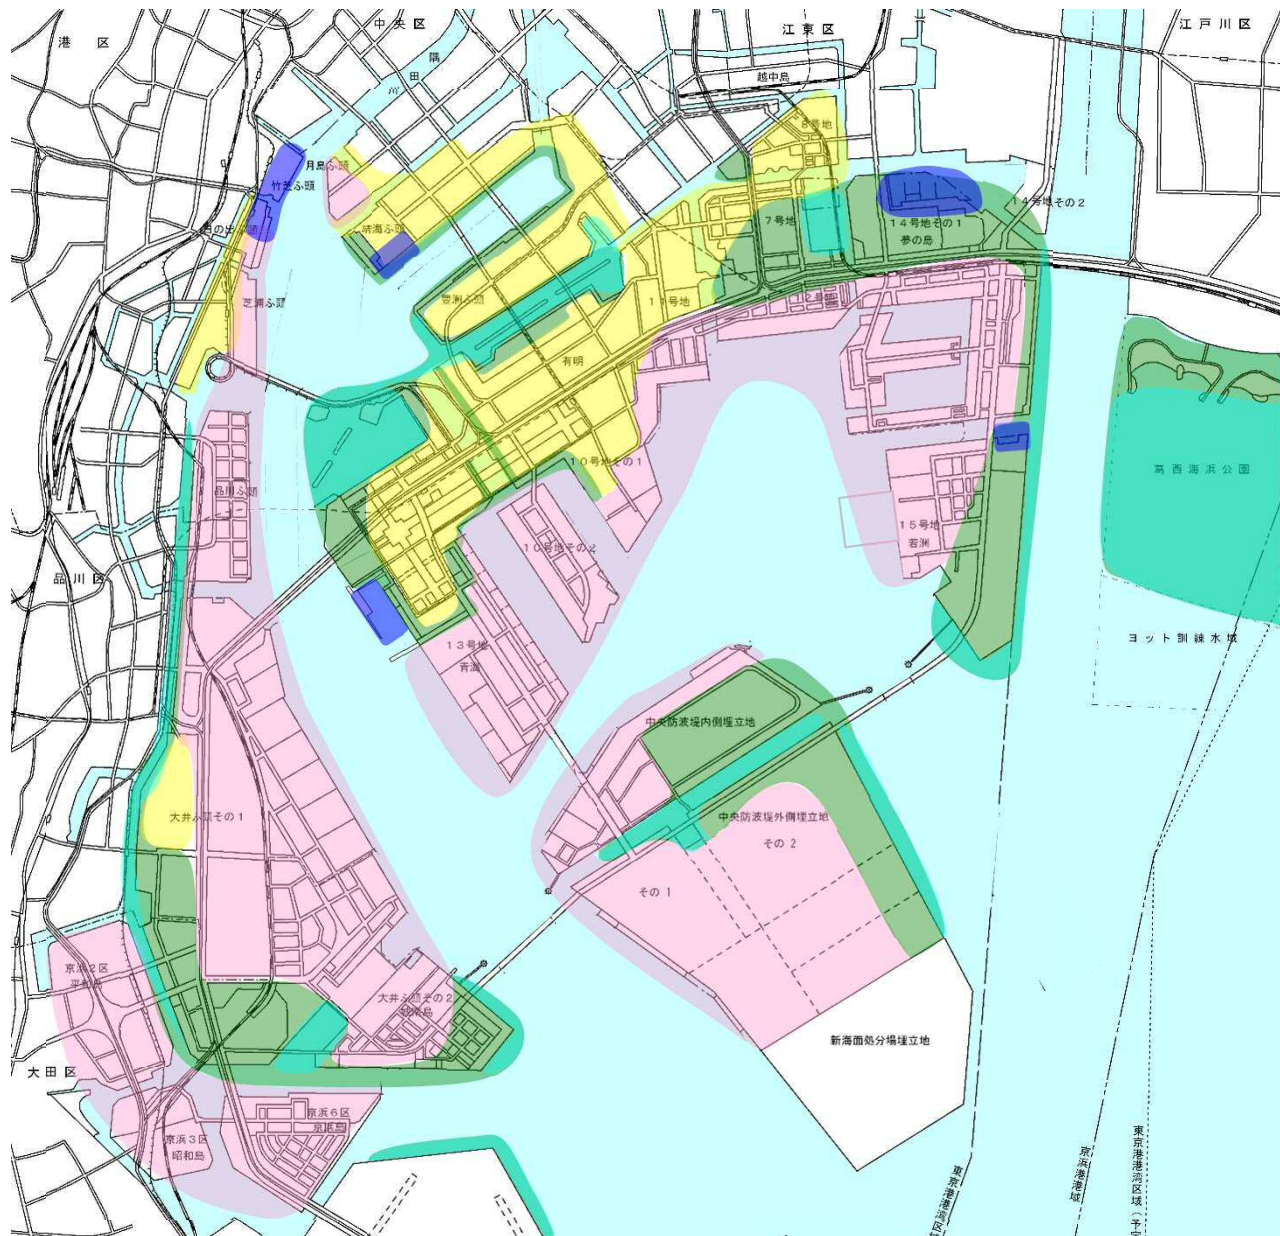 港 区
中央区
江東区
江戸川区
隅
田
川
越中島
8号地
月島ふ頭
竹芝ふ頭
日の出ふ頭
晴海ふ頭
7号地
14号地その2
14号地その1
夢の島
芝浦ふ頭
豊洲ふ頭
11号地
12号地
有明
10号地その1
葛西海浜公園
品川ふ頭
10号地その2
15号地
若洲
品川区
13号地
青海
ヨット訓練水域
中央防波堤内側埋立地
大井ふ頭その1
中央防波堤外側埋立地
その2
その1
京浜2区
平和島
大井ふ頭その2
城南島
新海面処分場埋立地
大田区
京浜6区
京浜島
京浜3区
昭和島
東京港港湾区
京浜港港域
東京港港湾区域(予定